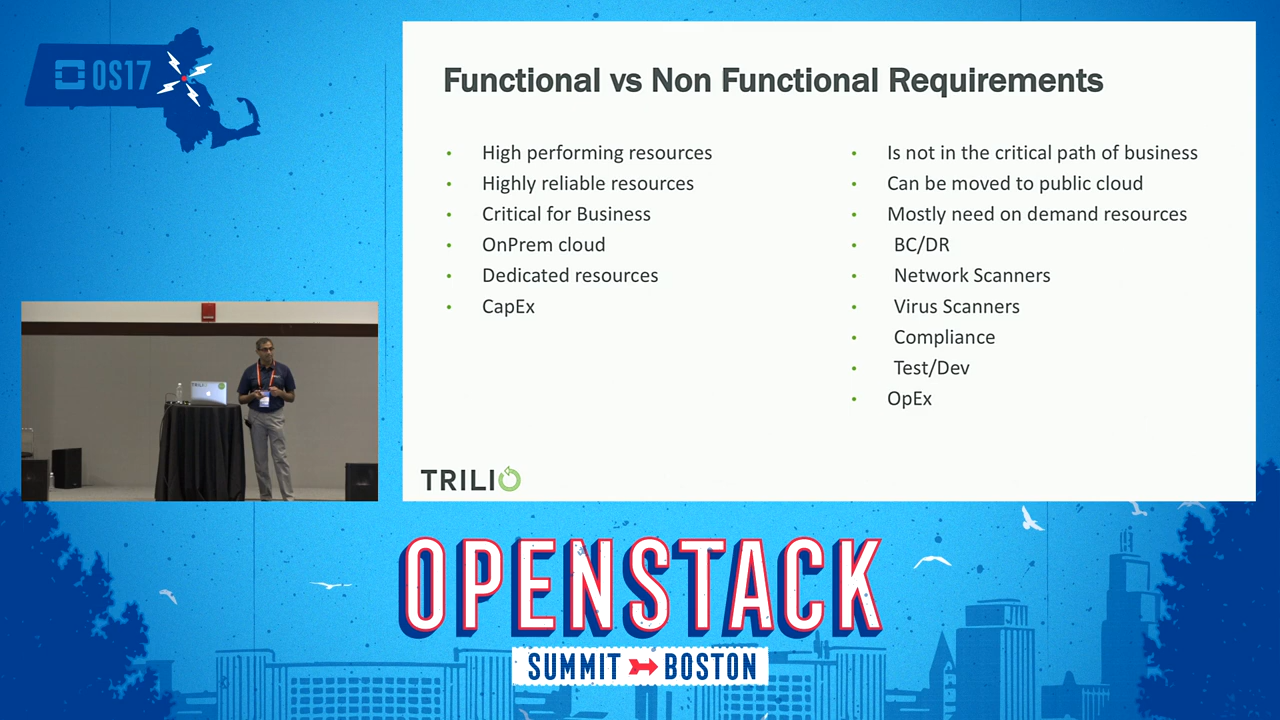 OS17
Functional vs Non Functional Requirements
• High performing resources
• Highly reliable resources
• Critical for Business
• OnPrem cloud
• Dedicated resources
• CapEx
• Is not in the critical path of business
• Can be moved to public cloud
• Mostly need on demand resources
• BC/DR
• Network Scanners
• Virus Scanners
• Compliance
• Test/Dev
• OpEx
TRILIO
TRILIO
OPENSTACK
SUMMIT BOSTON